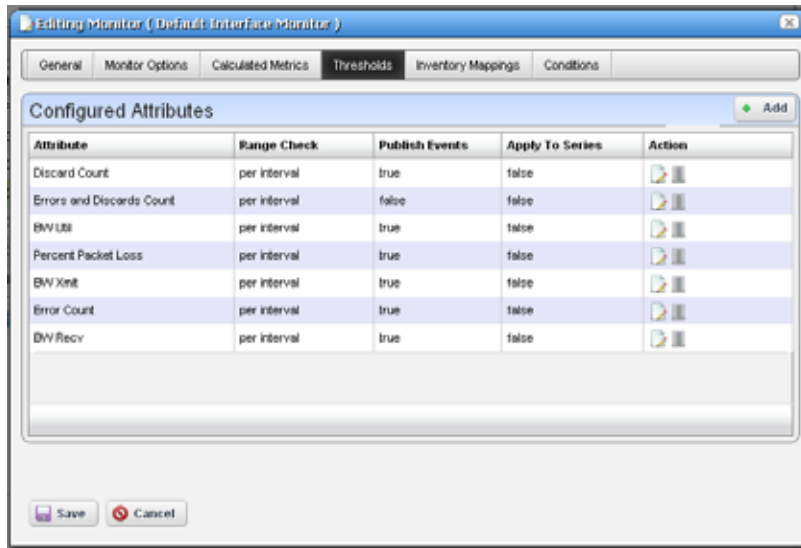 Editing Monitor ( Default Interface Monitor )
General Monitor Options Calculated Metrics Thresholds Inventory Mappings Conditions
Configured Attributes Add
Attribute Range Check Publish Events Apply To Series Action
Discard Count per interval true false
Errors and Discards Count per interval false false
BW Util per interval true false
Percent Packet Loss per interval true false
BW Xmit per interval true false
Error Count per interval true false
BW Recv per interval true false
Save Cancel